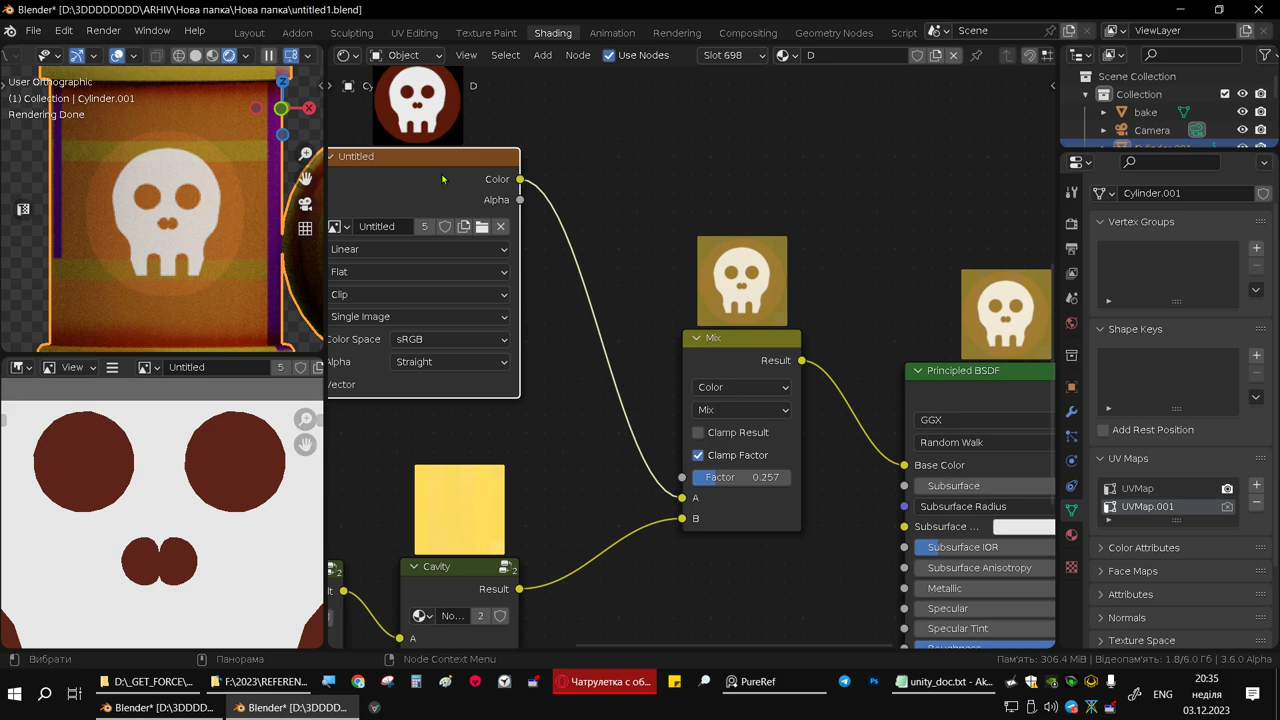 Blender* [D:\3DDDDDDD\ARHIV\Нова папка\Нова папка\untitled1.blend]
File Edit Render Window Help Layout Addon Sculpting UV Editing Texture Paint Shading Animation Rendering Compositing Geometry Nodes Script Scene ViewLayer
Object View Select Add Node Use Nodes Slot 698 D
User Orthographic
(1) Collection | Cylinder.001
Rendering Done
D
Scene Collection
Collection
bake
Camera
Cylinder.001
Untitled
Color
Alpha
Untitled 5
Linear
Flat
Clip
Single Image
Color Space sRGB
Alpha Straight
Vector
View Untitled 5
Cavity
Result
No... 2
A
Mix
Result
Color
Mix
Clamp Result
Clamp Factor
Factor 0.257
A
B
Principled BSDF
GGX
Random Walk
Base Color
Subsurface
Subsurface Radius
Subsurface ...
Subsurface IOR
Subsurface Anisotropy
Metallic
Specular
Specular Tint
Cylinder.001
Vertex Groups
Shape Keys
Add Rest Position
UV Maps
UVMap
UVMap.001
Color Attributes
Face Maps
Attributes
Normals
Texture Space
Вибрати Панорама Node Context Menu Пам'ять: 306.4 MiB | Відеопам'ять: 1.8/6.0 GiB | 3.6.0 Alpha
D:\_GET_FORCE\... F:\2023\REFEREN... Чатрулетка с об... PureRef unity_doc.txt - Ak...
Blender* [D:\3DDDD... Blender* [D:\3DDDD...
ENG
20:35
неділя
03.12.2023